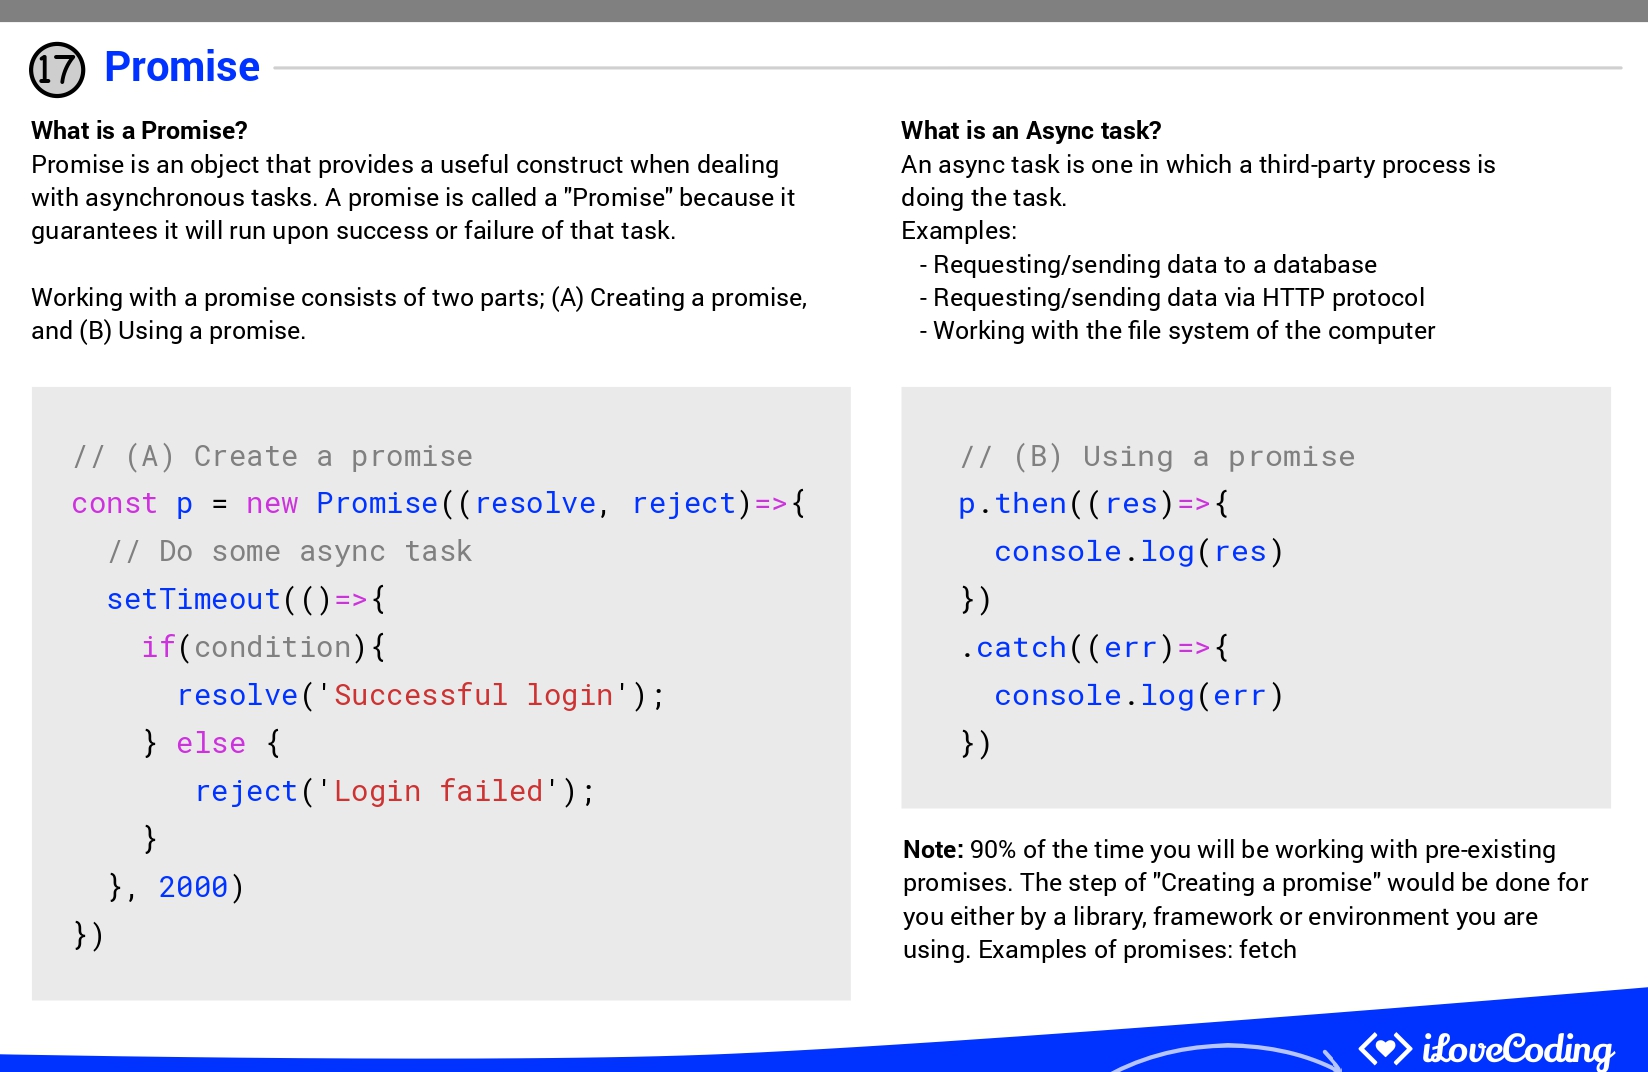 17 Promise
What is a Promise?
Promise is an object that provides a useful construct when dealing
with asynchronous tasks. A promise is called a "Promise" because it
guarantees it will run upon success or failure of that task.
Working with a promise consists of two parts; (A) Creating a promise,
and (B) Using a promise.
// (A) Create a promise
const p = new Promise((resolve, reject)=>{
  // Do some async task
  setTimeout(()=>{
    if(condition){
      resolve('Successful login');
    } else {
       reject('Login failed');
    }
  }, 2000)
})
What is an Async task?
An async task is one in which a third-party process is
doing the task.
Examples:
- Requesting/sending data to a database
- Requesting/sending data via HTTP protocol
- Working with the file system of the computer
// (B) Using a promise
p.then((res)=>{
  console.log(res)
})
.catch((err)=>{
  console.log(err)
})
Note: 90% of the time you will be working with pre-existing
promises. The step of "Creating a promise" would be done for
you either by a library, framework or environment you are
using. Examples of promises: fetch
iLoveCoding